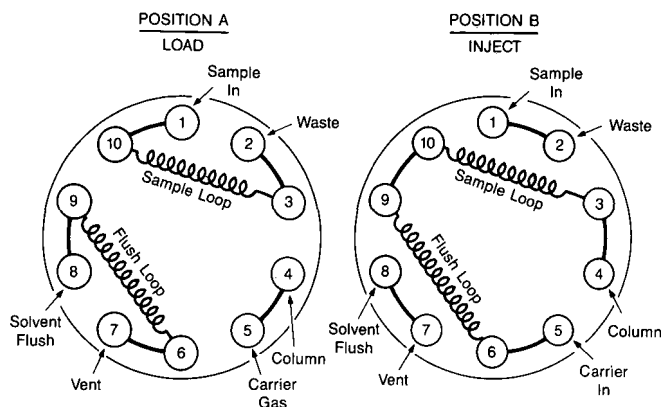 POSITION A
LOAD
Sample
In
Waste
1
2
10
3
Sample Loop
9
Flush Loop
8
4
7
6
5
Solvent
Flush
Vent
Carrier
Gas
Column
POSITION B
INJECT
Sample
In
Waste
1
2
10
3
Sample Loop
9
Flush Loop
8
4
7
6
5
Solvent
Flush
Vent
Column
Carrier
In